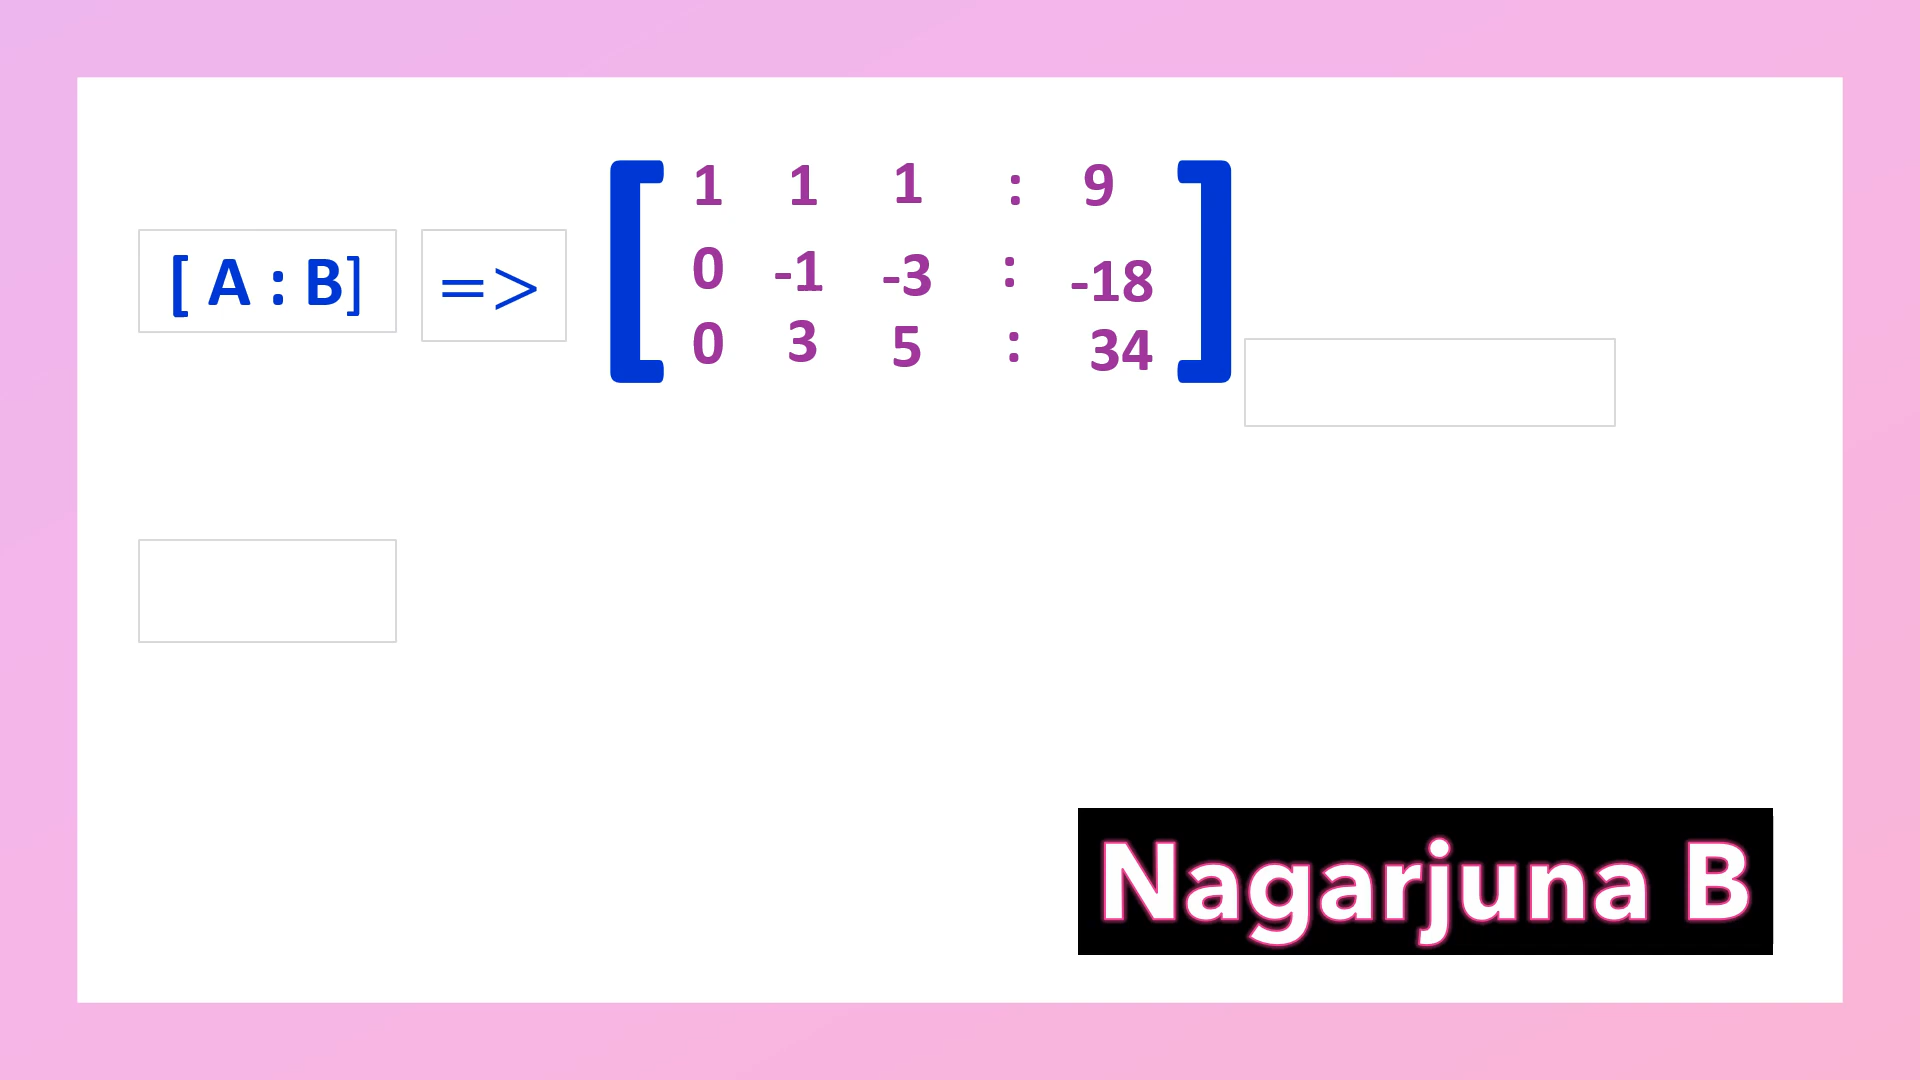 1 1 1 : 9
[ A : B] => 0 -1 -3 : -18
0 3 5 : 34
Nagarjuna B